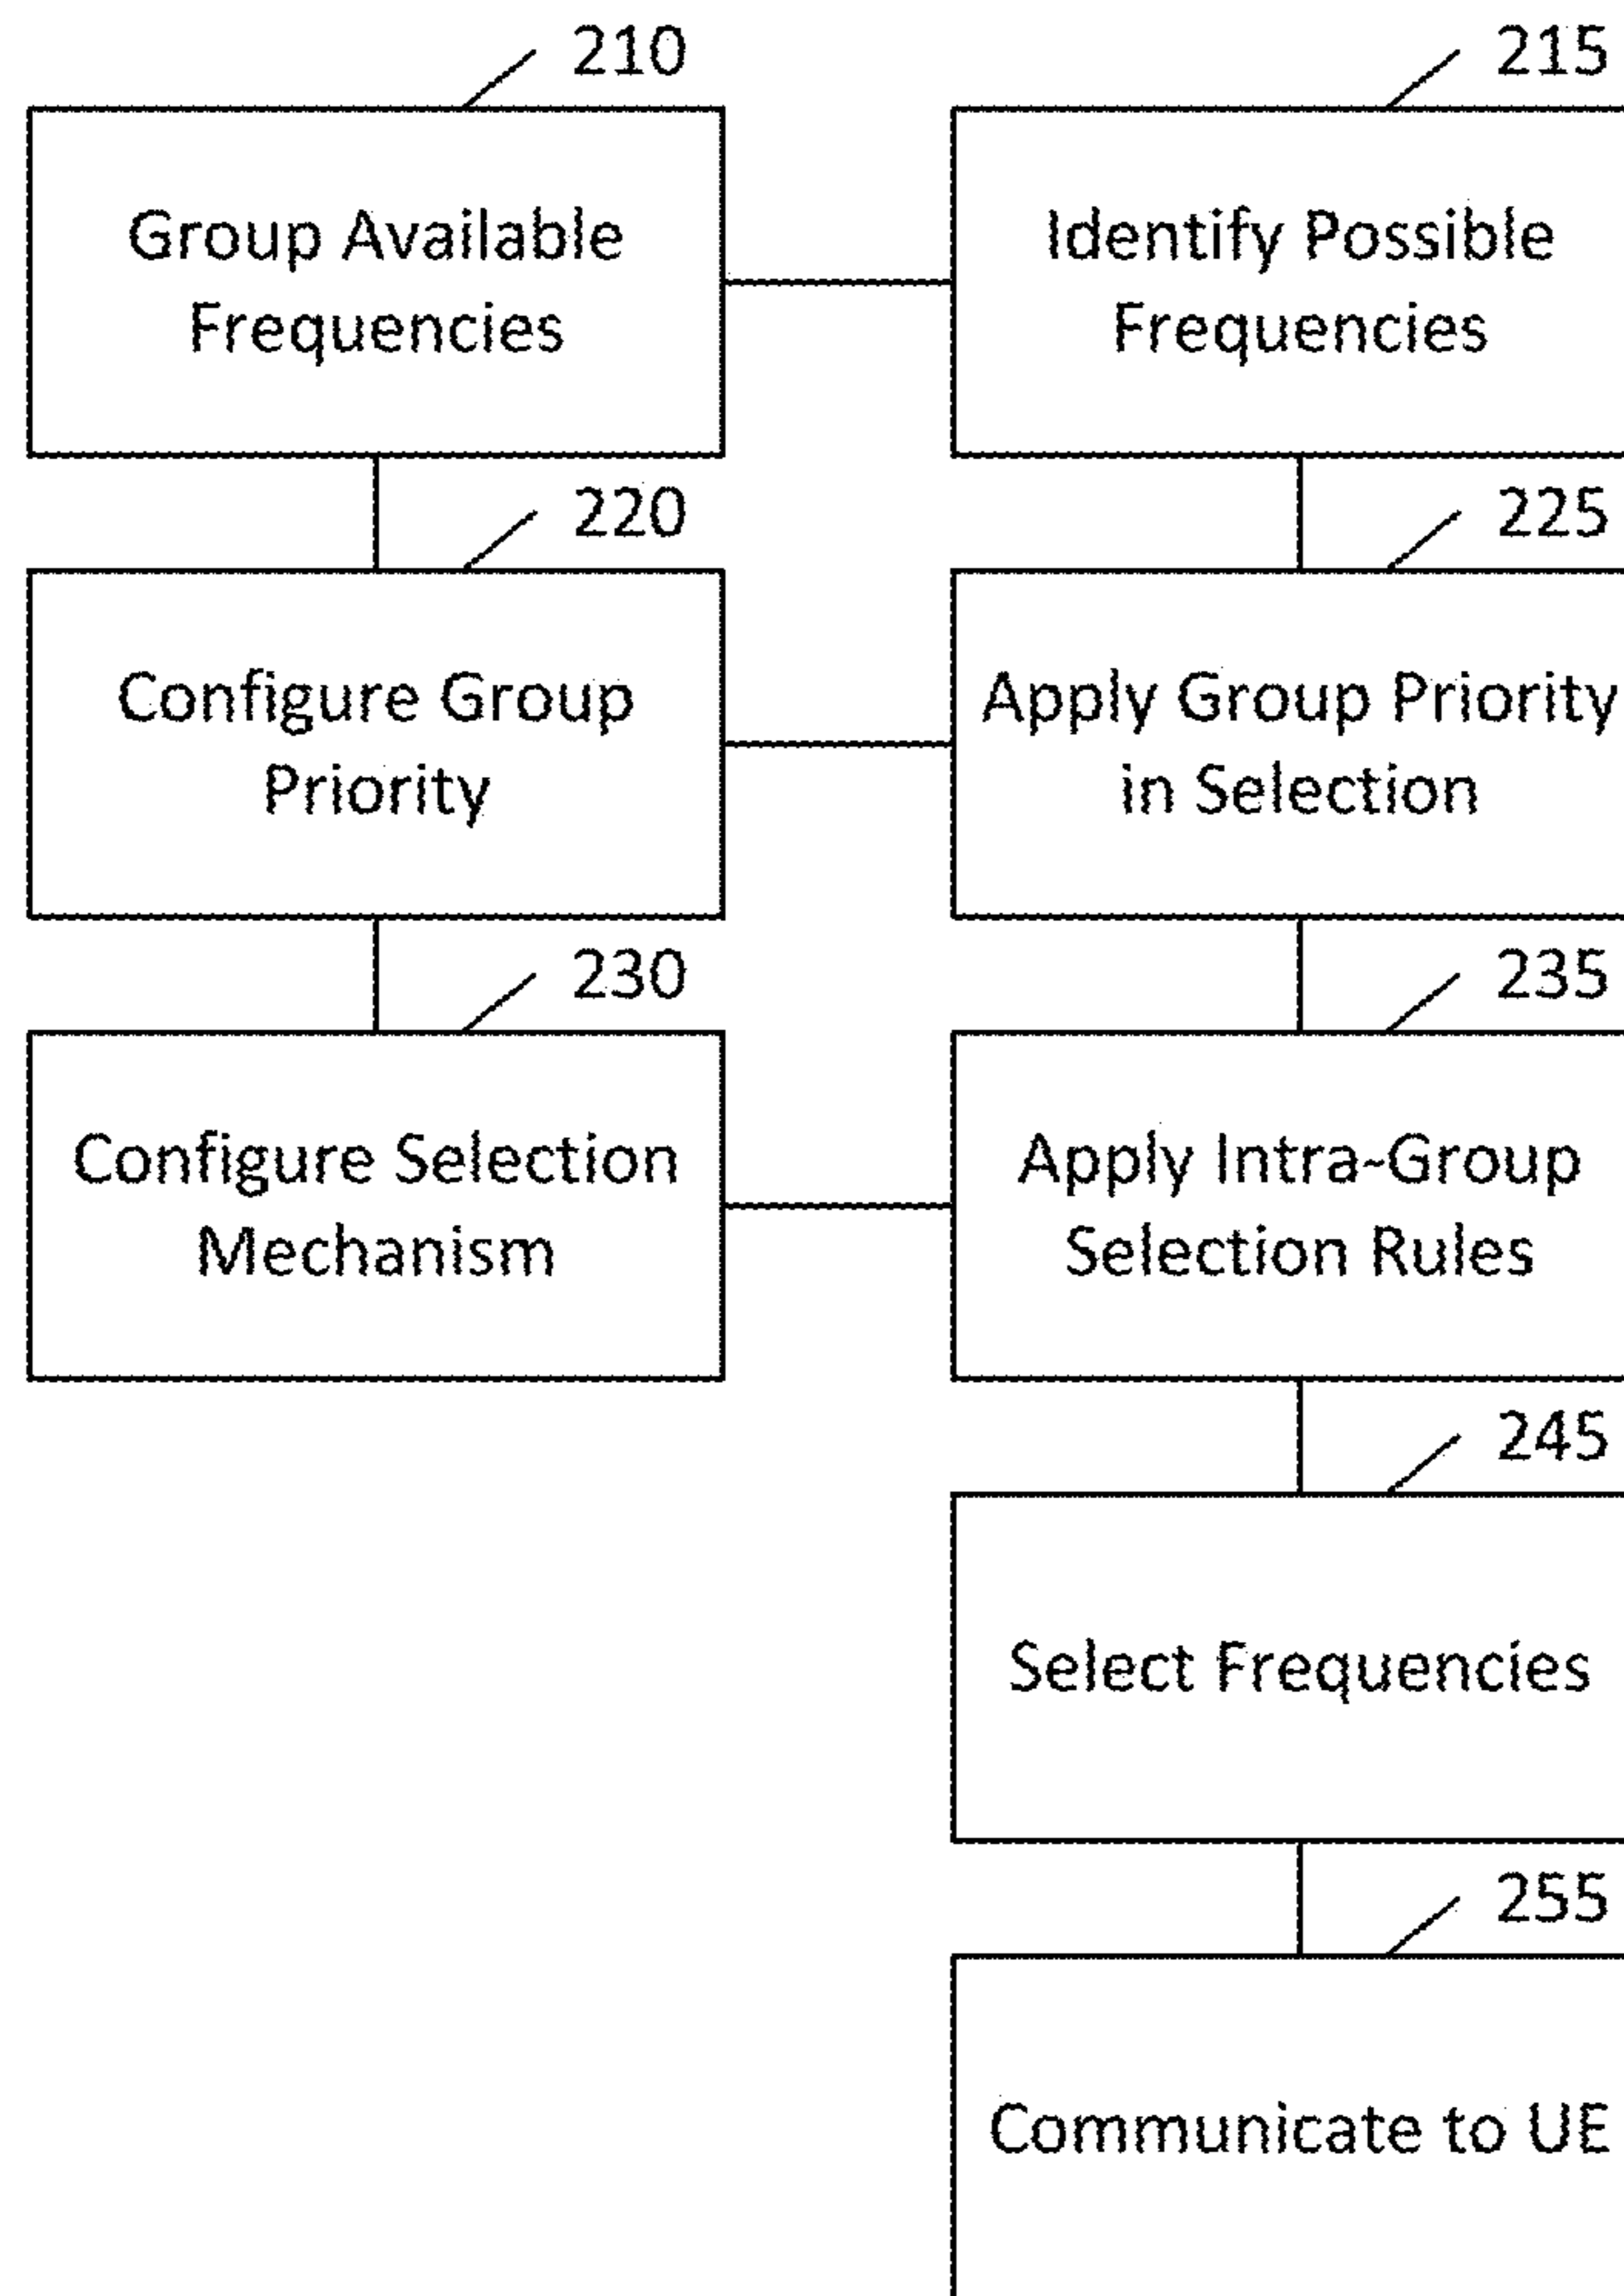 210
215
Group Available
Frequencies
Identify Possible
Frequencies
220
225
Configure Group
Priority
Apply Group Priority
in Selection
230
235
Configure Selection
Mechanism
Apply Intra-Group
Selection Rules
245
Select Frequencies
255
Communicate to UE